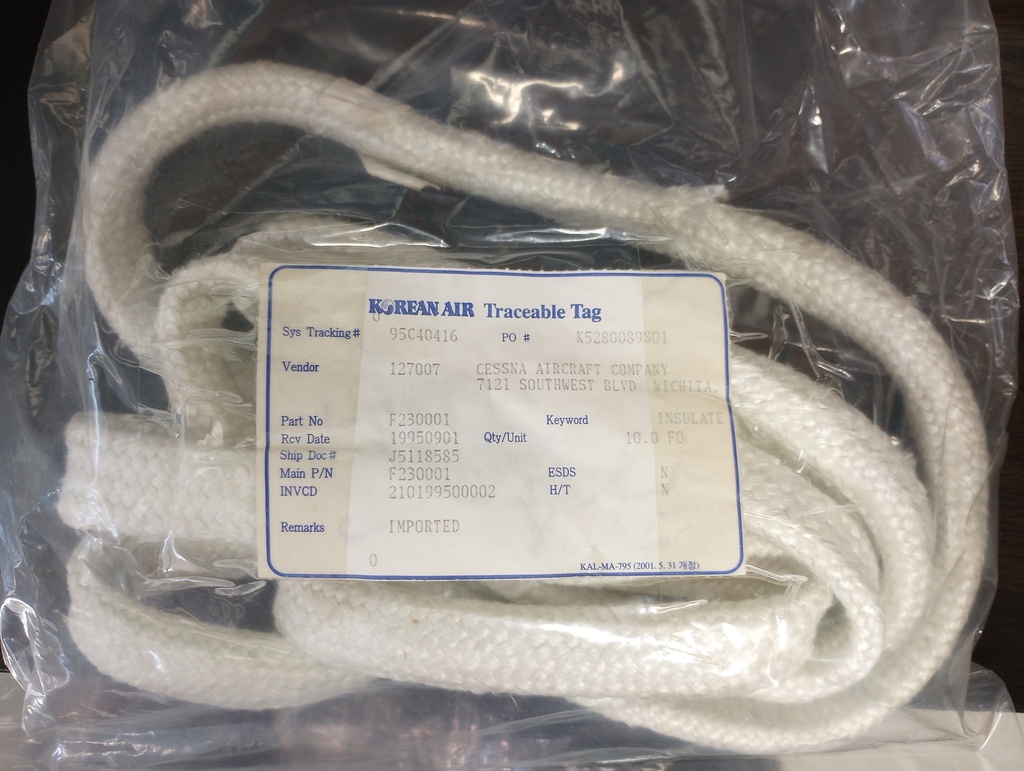 KOREAN AIR Traceable Tag
0
Sys Tracking# 95C40416 PO # K5280089501
Vendor 127007 CESSNA AIRCRAFT COMPANY
7121 SOUTHWEST BLVD WICHITA,
Part No F230001 Keyword INSULATE
Rcv Date 19950901 Qty/Unit 10.0 FO
Ship Doc# J5118585
Main P/N F230001 ESDS N
INVCD 210199500002 H/T N
Remarks IMPORTED
0
KAL-MA-795 (2001. 5. 31 개정)